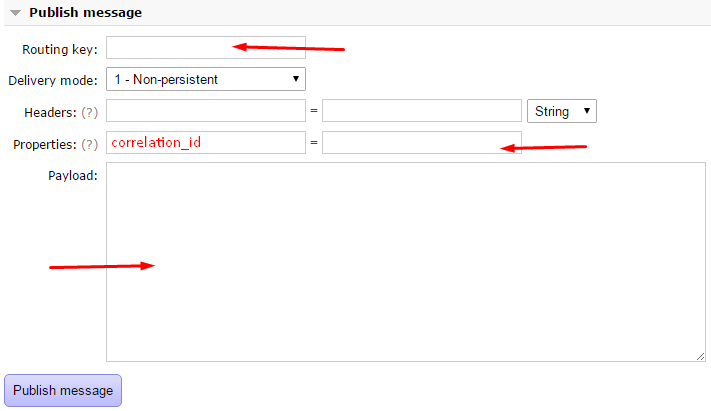 Publish message
Routing key:
Delivery mode: 1 - Non-persistent
Headers: (?) = String
Properties: (?) correlation_id =
Payload:
Publish message